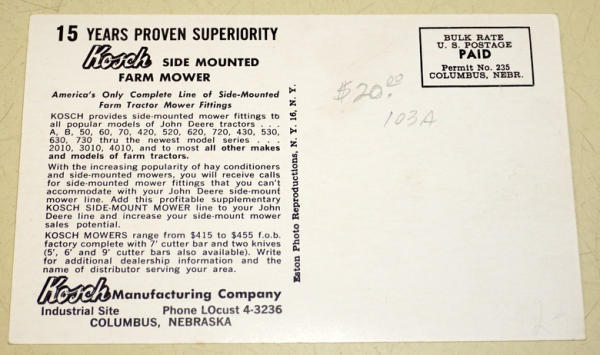 15 YEARS PROVEN SUPERIORITY
Kosch SIDE MOUNTED
FARM MOWER
America's Only Complete Line of Side-Mounted
Farm Tractor Mower Fittings
KOSCH provides side-mounted mower fittings to
all popular models of John Deere tractors . . .
A, B, 50, 60, 70, 420, 520, 620, 720, 430, 530,
630, 730 thru the newest model series . . .
2010, 3010, 4010, and to most all other makes
and models of farm tractors.
With the increasing popularity of hay conditioners
and side-mounted mowers, you will receive calls
for side-mounted mower fittings that you can't
accommodate with your John Deere side-mount
mower line. Add this profitable supplementary
KOSCH SIDE-MOUNT MOWER line to your John
Deere line and increase your side-mount mower
sales potential.
KOSCH MOWERS range from $415 to $455 f.o.b.
factory complete with 7' cutter bar and two knives
(5', 6' and 9' cutter bars also available). Write
for additional dealership information and the
name of distributor serving your area.
Kosch Manufacturing Company
Industrial Site Phone LOcust 4-3236
COLUMBUS, NEBRASKA
Eston Photo Reproductions, N. Y. 16, N. Y.
$20.00
103A
BULK RATE
U. S. POSTAGE
PAID
Permit No. 235
COLUMBUS, NEBR.